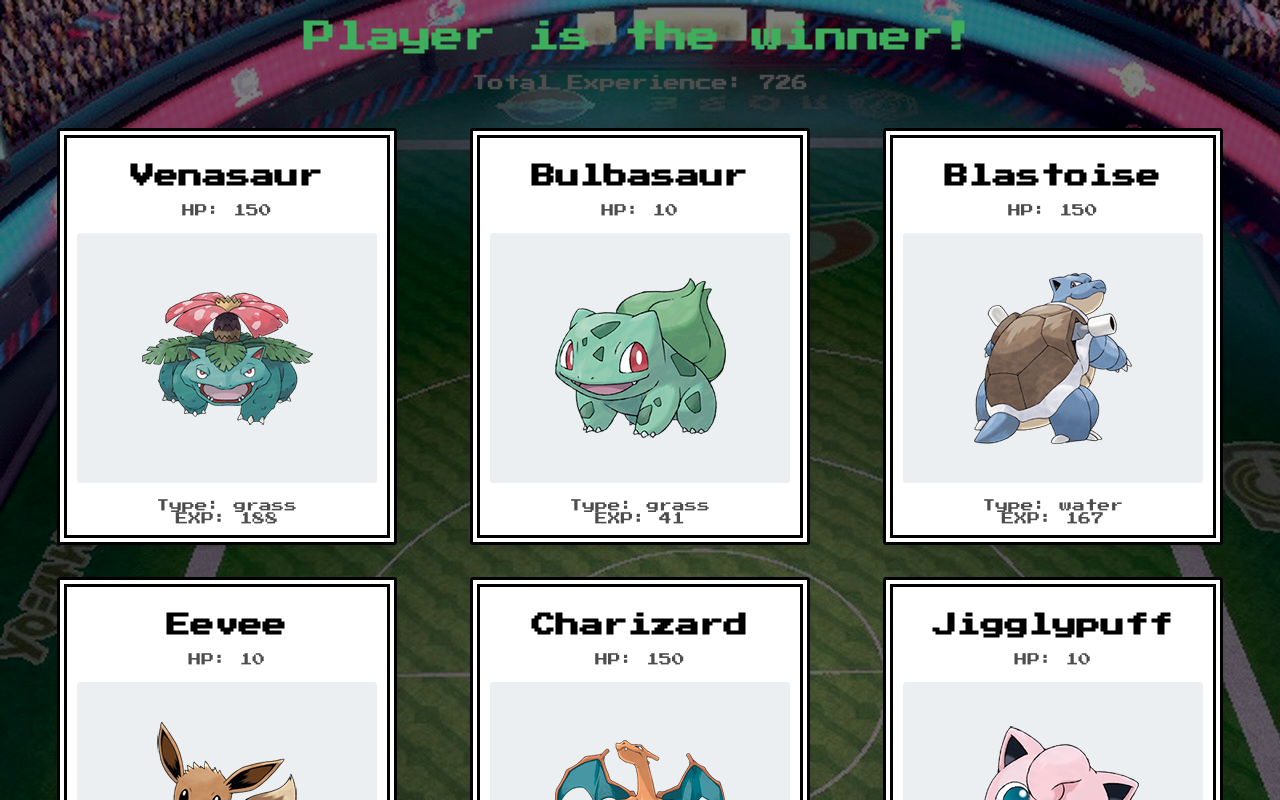 Player is the winner!
Total Experience: 726
Venasaur
HP: 150
Type: grass
EXP: 188
Bulbasaur
HP: 10
Type: grass
EXP: 41
Blastoise
HP: 150
Type: water
EXP: 167
Eevee
HP: 10
Charizard
HP: 150
Jigglypuff
HP: 10